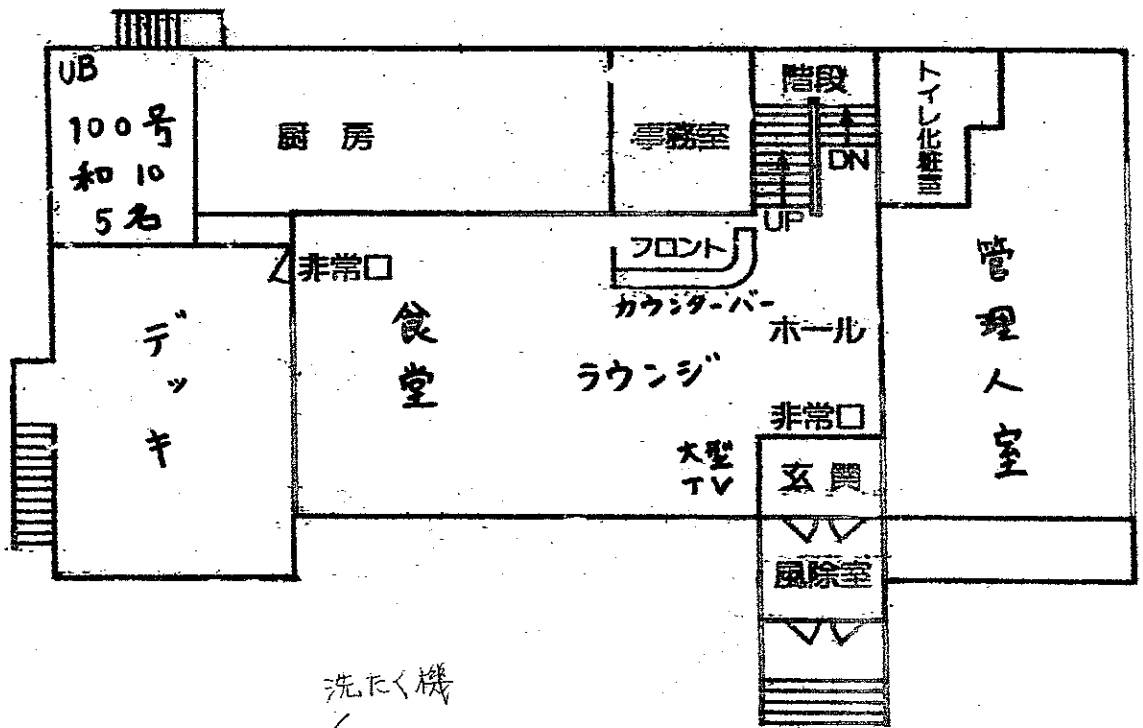 UB
100号
和10
5名
厨房
事務室
階段
DN
UP
トイレ化粧室
管理人室
フロント
カウンターバー
非常口
デッキ
食堂
ラウンジ
ホール
非常口
大型
TV
玄関
風除室
洗たく機